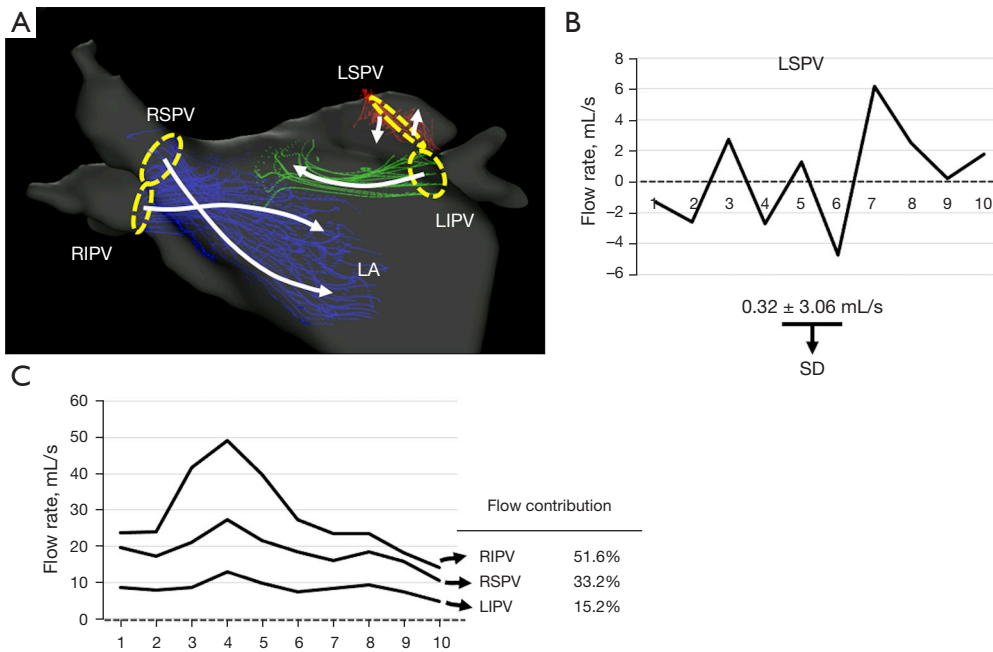 A
LSPV
RSPV
LIPV
RIPV
LA
B
LSPV
Flow rate, mL/s
8
6
4
2
0
−2
−4
−6
1 2 3 4 5 6 7 8 9 10
0.32 ± 3.06 mL/s
SD
C
Flow rate, mL/s
60
50
40
30
20
10
0
1 2 3 4 5 6 7 8 9 10
Flow contribution
RIPV 51.6%
RSPV 33.2%
LIPV 15.2%